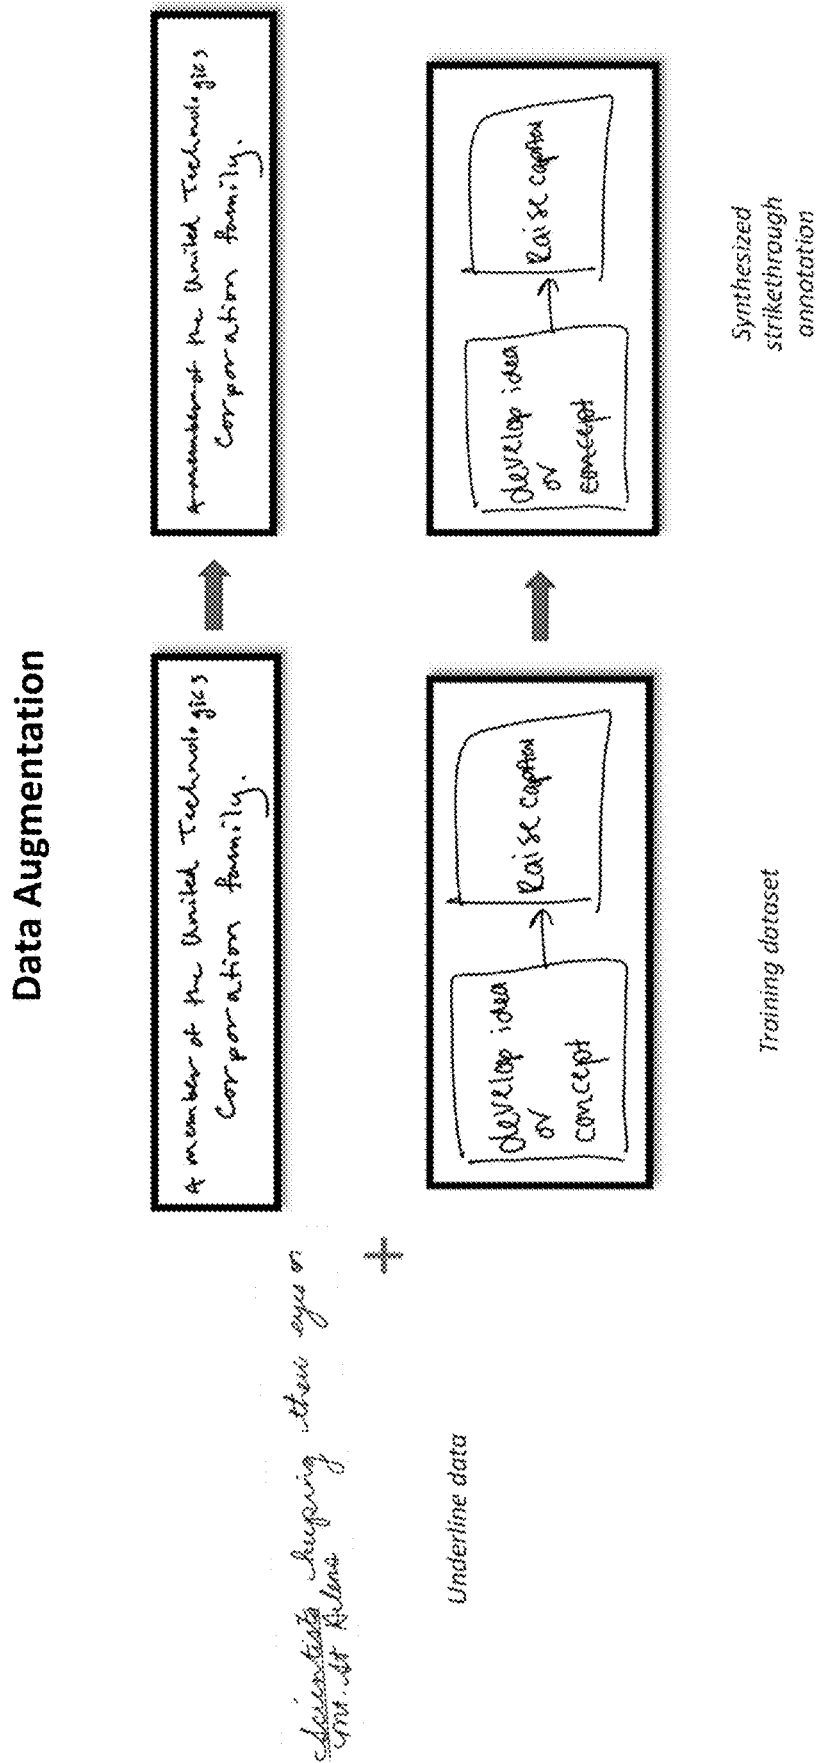 Data Augmentation
Scientists keeping their eyes on
Mt. St Helens
Underline data
+
A member of the United Technologies
Corporation family.
develop idea
or
concept
Raise caption
Training dataset
A member of the United Technologies
Corporation family.
develop idea
or
concept
Raise caption
Synthesized
strikethrough
annotation